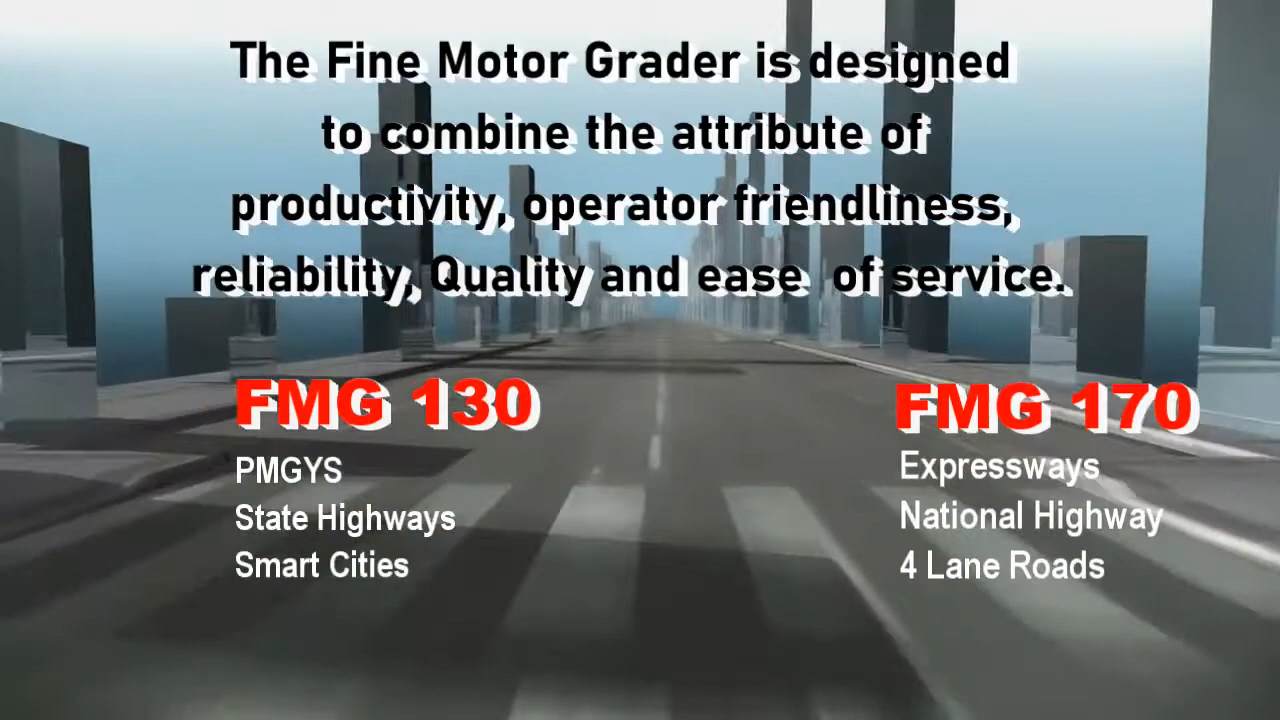 The Fine Motor Grader is designed
to combine the attribute of
productivity, operator friendliness,
reliability, Quality and ease of service.
FMG 130
PMGYS
State Highways
Smart Cities
FMG 170
Expressways
National Highway
4 Lane Roads